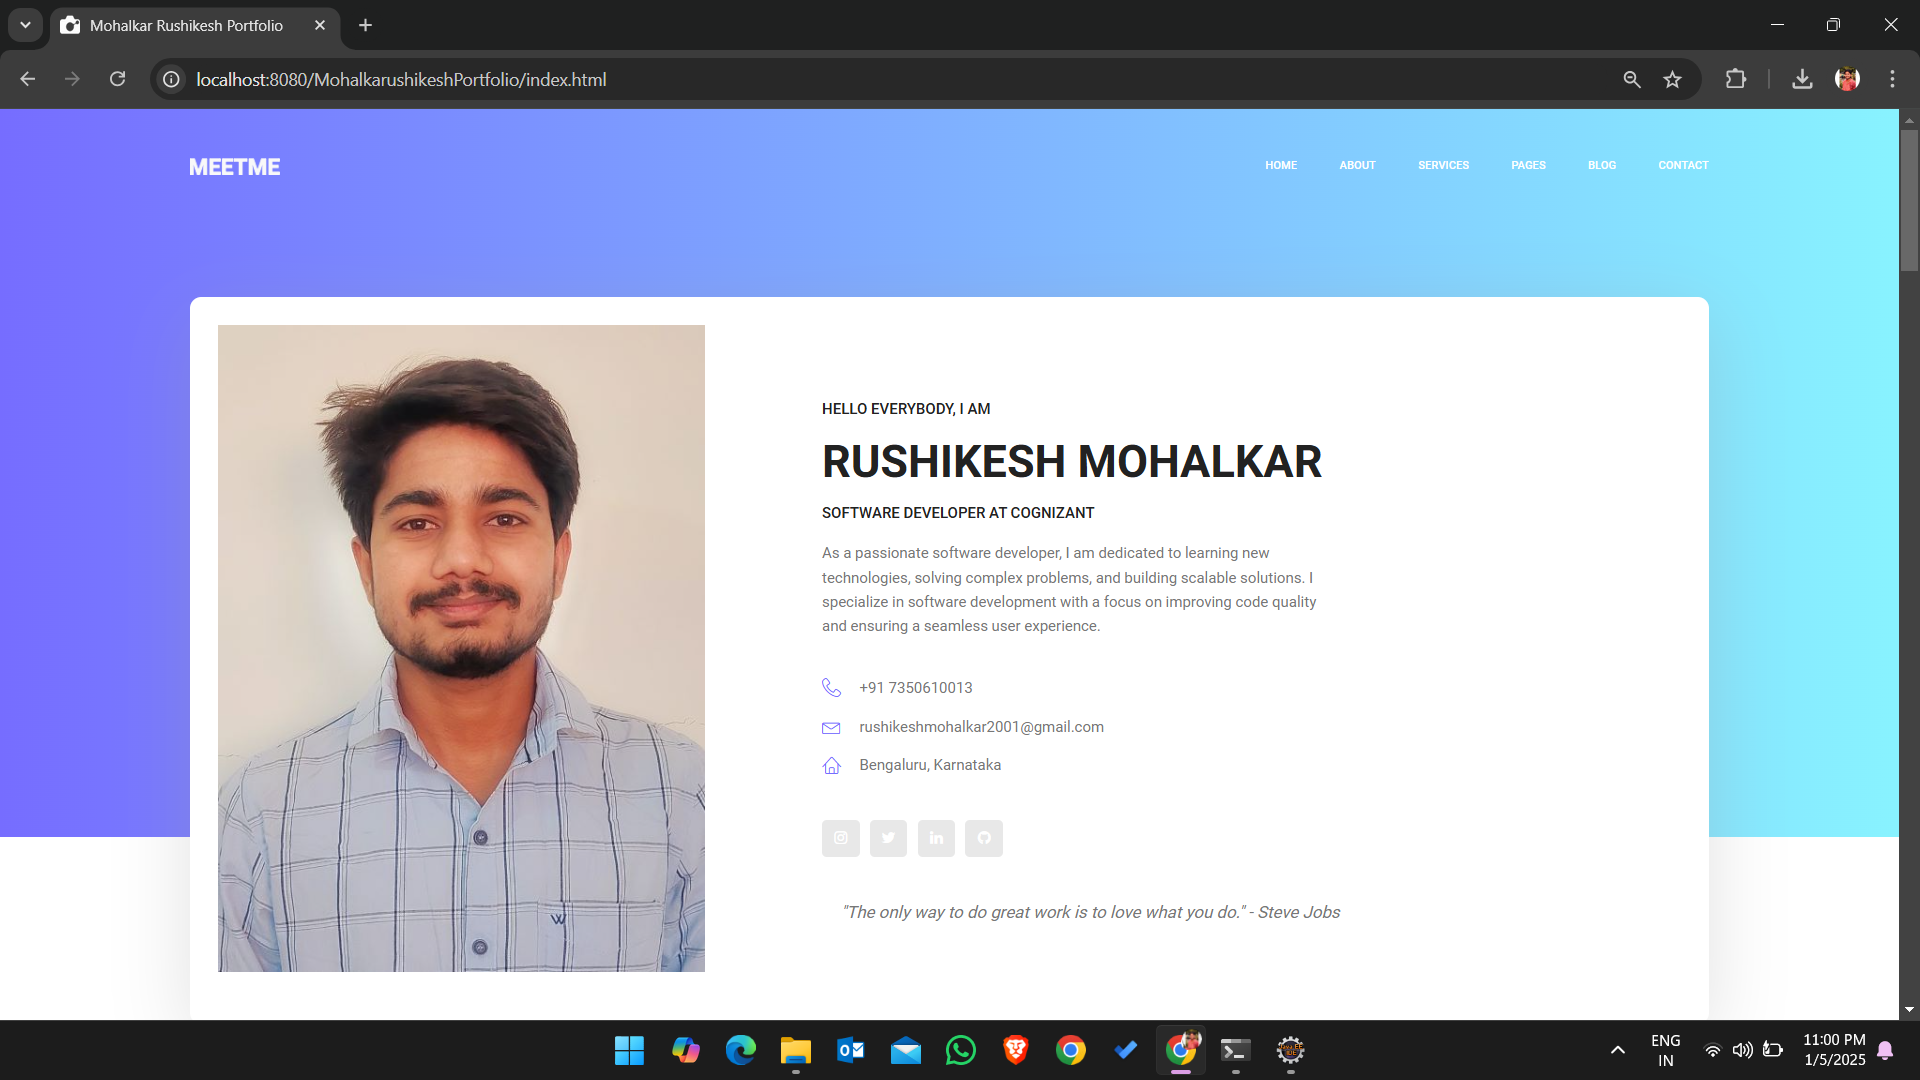 Mohalkar Rushikesh Portfolio
localhost:8080/MohalkarushikeshPortfolio/index.html
MEETME
HOME ABOUT SERVICES PAGES BLOG CONTACT
HELLO EVERYBODY, I AM
RUSHIKESH MOHALKAR
SOFTWARE DEVELOPER AT COGNIZANT
As a passionate software developer, I am dedicated to learning new
technologies, solving complex problems, and building scalable solutions. I
specialize in software development with a focus on improving code quality
and ensuring a seamless user experience.
+91 7350610013
rushikeshmohalkar2001@gmail.com
Bengaluru, Karnataka
"The only way to do great work is to love what you do." - Steve Jobs
ENG
IN
11:00 PM
1/5/2025